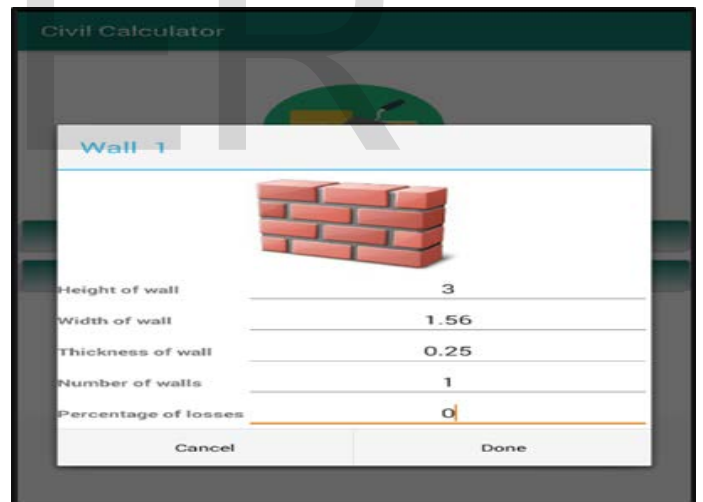 Civil Calculator
Wall 1
Height of wall 3
Width of wall 1.56
Thickness of wall 0.25
Number of walls 1
Percentage of losses 0
Cancel Done